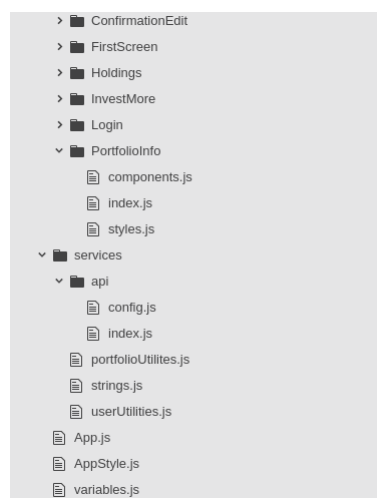 ConfirmationEdit
FirstScreen
Holdings
InvestMore
Login
PortfolioInfo
components.js
index.js
styles.js
services
api
config.js
index.js
portfolioUtilites.js
strings.js
userUtilities.js
App.js
AppStyle.js
variables.js